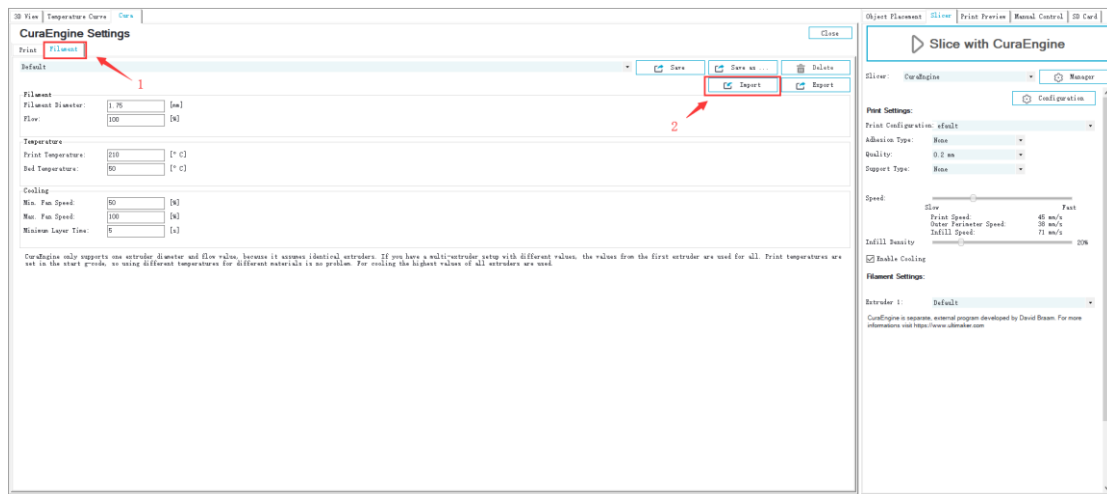 3D View Temperature Curve Cura
CuraEngine Settings
Close
Print Filament
Default
Save Save as ... Delete
Import Export
1
2
Filament
Filament Diameter: 1.75 [mm]
Flow: 100 [%]
Temperature
Print Temperature: 210 [° C]
Bed Temperature: 50 [° C]
Cooling
Min. Fan Speed: 50 [%]
Max. Fan Speed: 100 [%]
Minimum Layer Time: 5 [s]
CuraEngine only supports one extruder diameter and flow value, because it assumes identical extruders. If you have a multi-extruder setup with different values, the values from the first extruder are used for all. Print temperatures are
set in the start g-code, so using different temperatures for different materials is no problem. For cooling the highest values of all extruders are used.
Object Placement Slicer Print Preview Manual Control SD Card
Slice with CuraEngine
Slicer: CuraEngine Manager
Configuration
Print Settings:
Print Configuration: efault
Adhesion Type: None
Quality: 0.2 mm
Support Type: None
Speed:
Slow Fast
Print Speed: 45 mm/s
Outer Perimeter Speed: 38 mm/s
Infill Speed: 71 mm/s
Infill Density 20%
Enable Cooling
Filament Settings:
Extruder 1: Default
CuraEngine is separate, external program developed by David Braam. For more
informations visit https://www.ultimaker.com